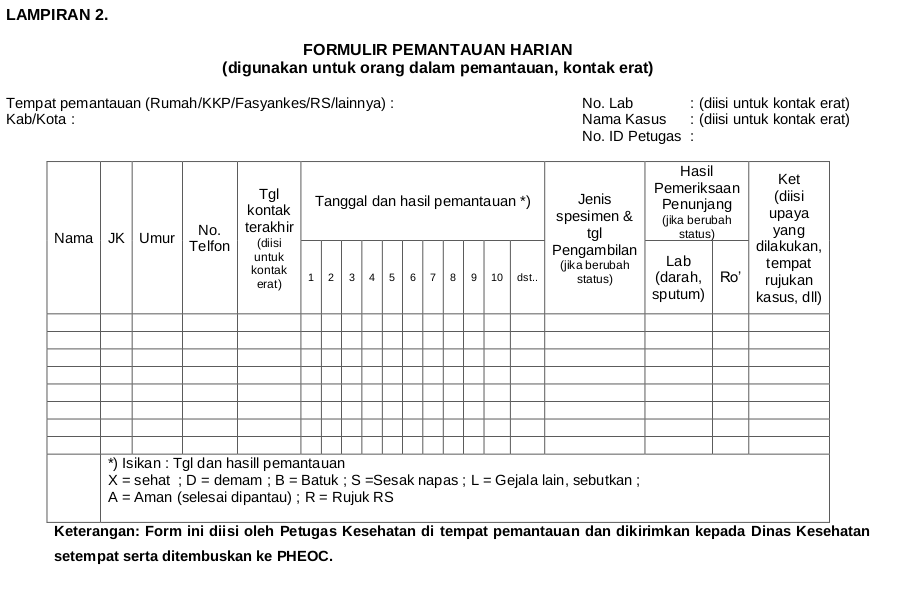 LAMPIRAN 2.
FORMULIR PEMANTAUAN HARIAN
(digunakan untuk orang dalam pemantauan, kontak erat)
Tempat pemantauan (Rumah/KKP/Fasyankes/RS/lainnya) :
Kab/Kota :
No. Lab : (diisi untuk kontak erat)
Nama Kasus : (diisi untuk kontak erat)
No. ID Petugas :
Nama
JK
Umur
No.
Telfon
Tgl
kontak
terakhir
(diisi
untuk
kontak
erat)
Tanggal dan hasil pemantauan *)
1 2 3 4 5 6 7 8 9 10 dst..
Jenis
spesimen &
tgl
Pengambilan
(jika berubah
status)
Hasil
Pemeriksaan
Penunjang
(jika berubah
status)
Lab
(darah,
sputum)
Ro’
Ket
(diisi
upaya
yang
dilakukan,
tempat
rujukan
kasus, dll)
*) Isikan : Tgl dan hasill pemantauan
X = sehat ; D = demam ; B = Batuk ; S =Sesak napas ; L = Gejala lain, sebutkan ;
A = Aman (selesai dipantau) ; R = Rujuk RS
Keterangan: Form ini diisi oleh Petugas Kesehatan di tempat pemantauan dan dikirimkan kepada Dinas Kesehatan
setempat serta ditembuskan ke PHEOC.